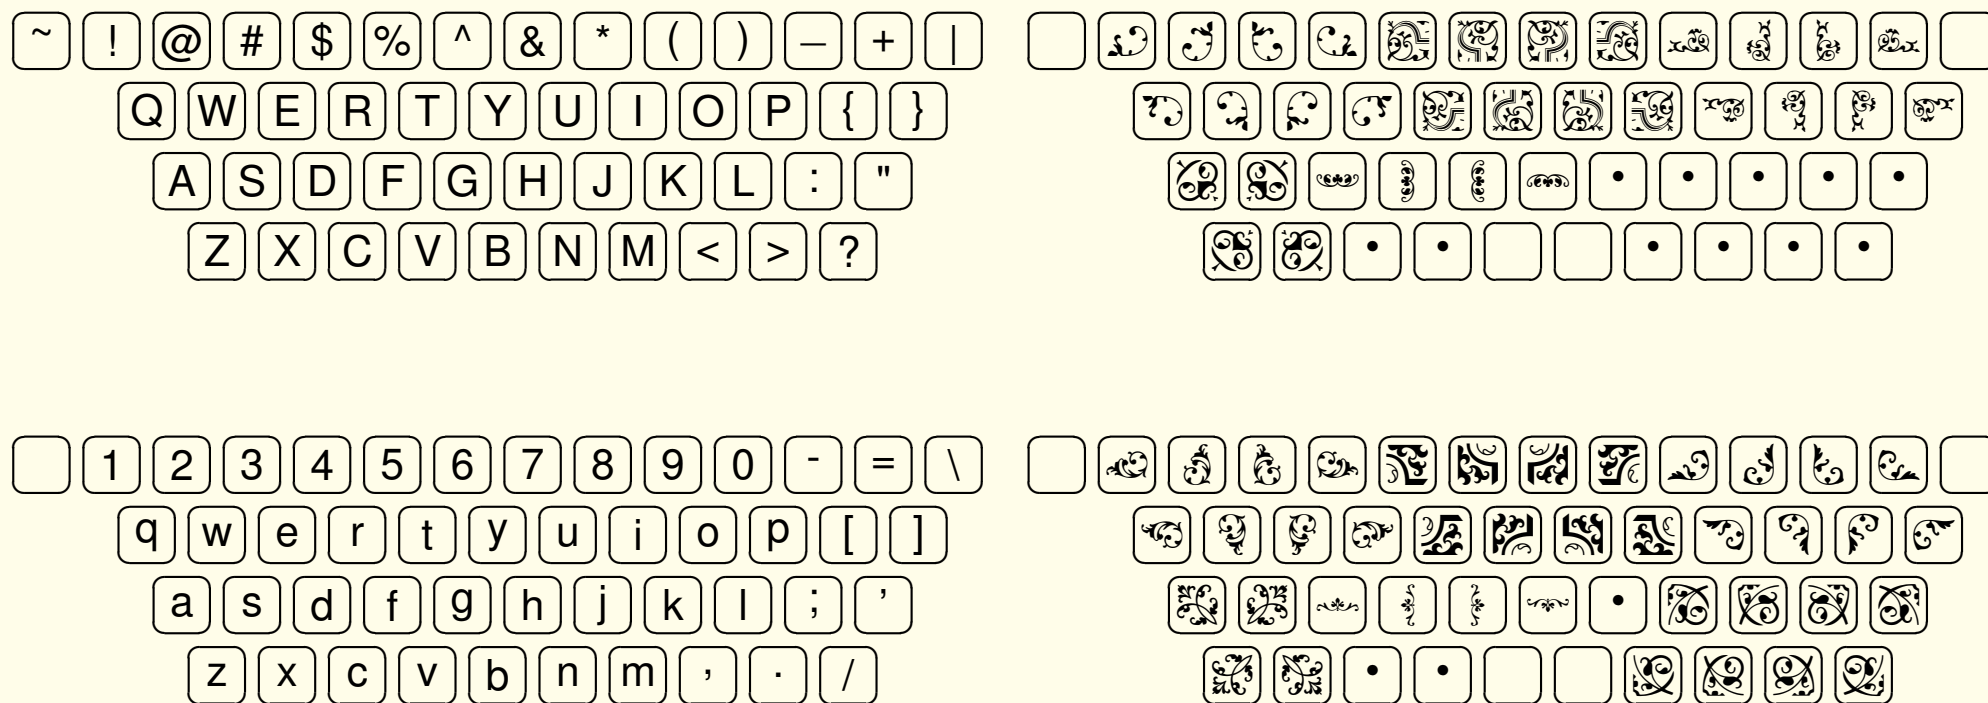 ~ ! @ # $ % ^ & * ( ) – + |
Q W E R T Y U I O P { }
A S D F G H J K L : "
Z X C V B N M < > ?
1 2 3 4 5 6 7 8 9 0 - = \
q w e r t y u i o p [ ]
a s d f g h j k l ; ’
z x c v b n m , . /